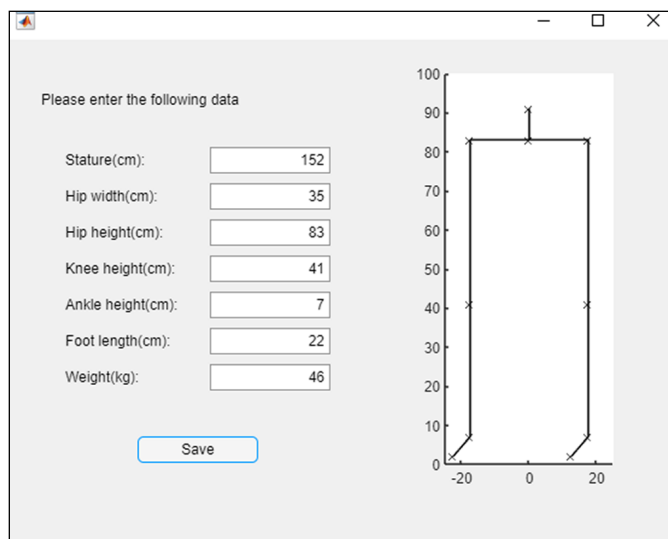 Please enter the following data
Stature(cm): 152
Hip width(cm): 35
Hip height(cm): 83
Knee height(cm): 41
Ankle height(cm): 7
Foot length(cm): 22
Weight(kg): 46
Save
100
90
80
70
60
50
40
30
20
10
0
-20 0 20